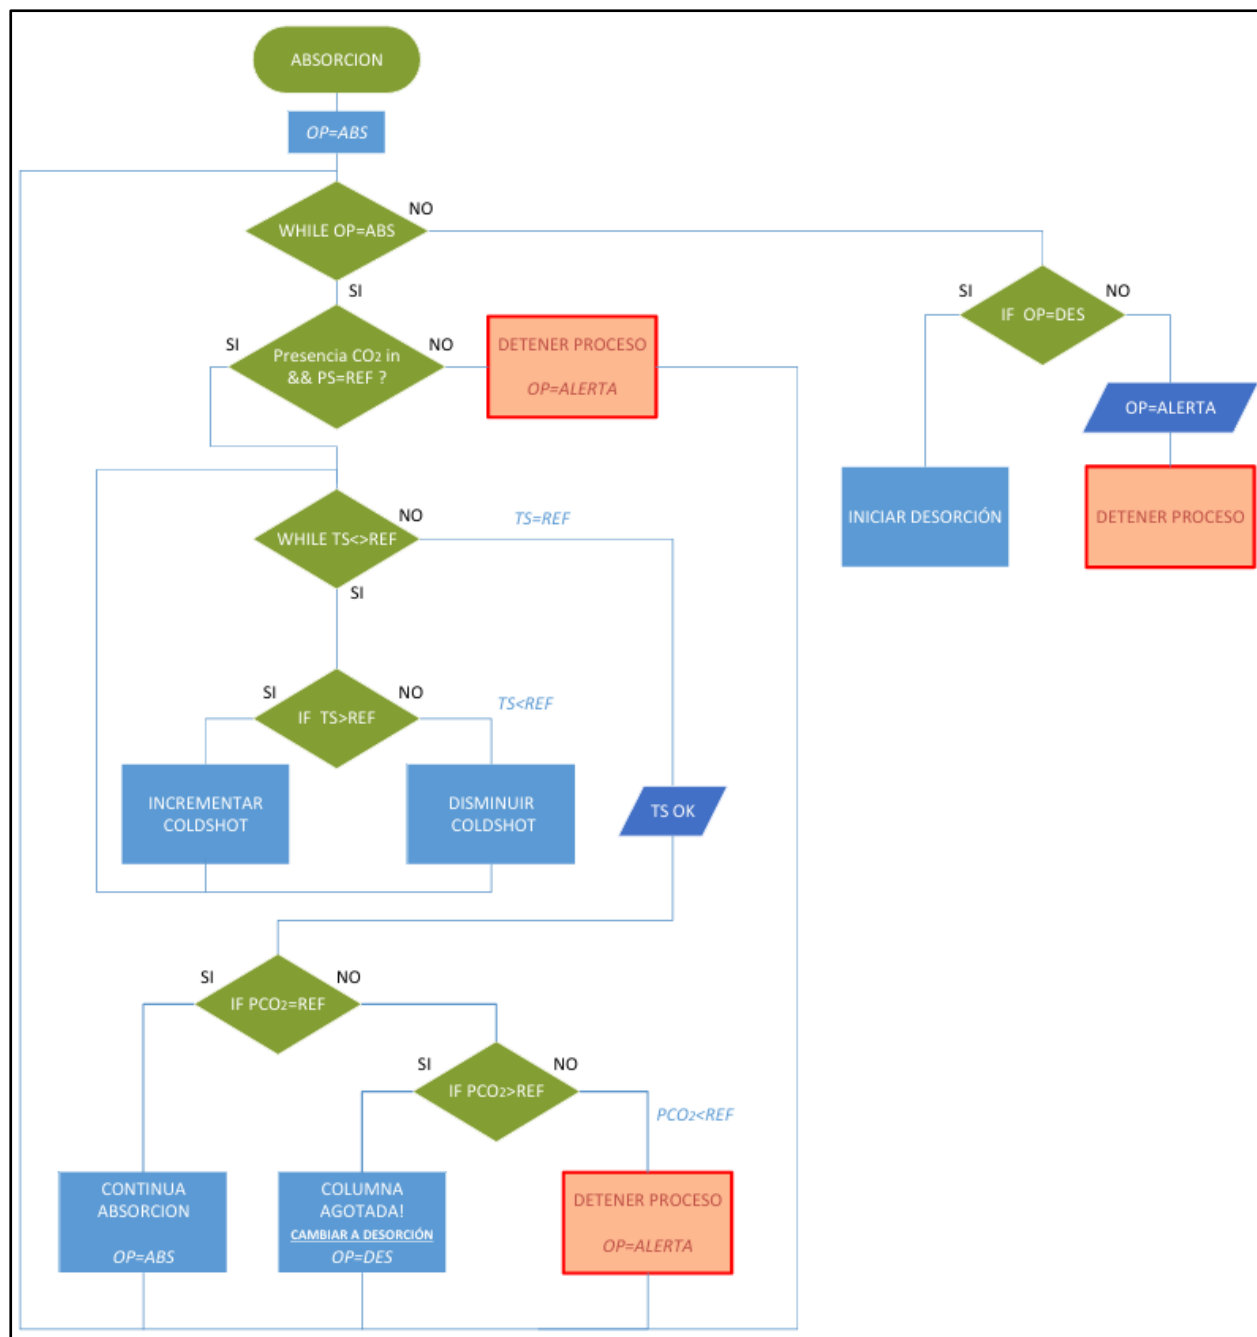 ABSORCION
OP=ABS
WHILE OP=ABS
NO
SI
IF OP=DES
SI
NO
Presencia CO2 in
&& PS=REF ?
SI
NO
DETENER PROCESO
OP=ALERTA
OP=ALERTA
INICIAR DESORCIÓN
DETENER PROCESO
WHILE TS<>REF
NO
TS=REF
SI
IF TS>REF
SI
NO
TS<REF
INCREMENTAR
COLDSHOT
DISMINUIR
COLDSHOT
TS OK
IF PCO2=REF
SI
NO
IF PCO2>REF
SI
NO
PCO2<REF
CONTINUA
ABSORCION
OP=ABS
COLUMNA
AGOTADA!
CAMBIAR A DESORCIÓN
OP=DES
DETENER PROCESO
OP=ALERTA